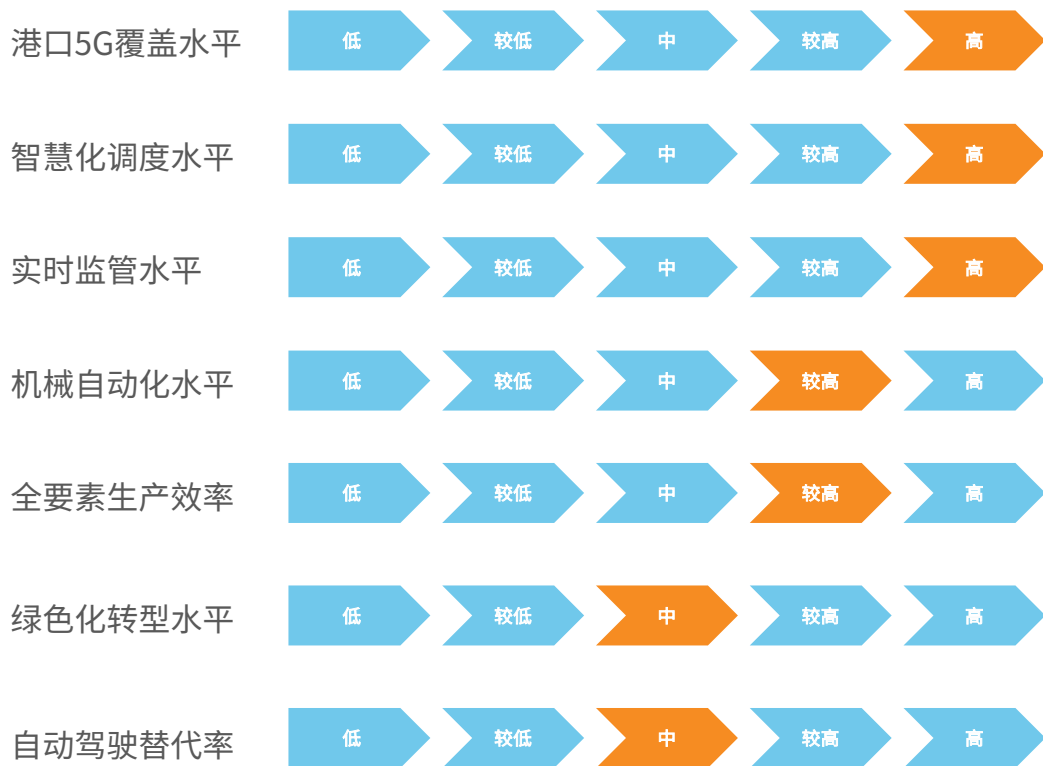 港口5G覆盖水平 低 较低 中 较高 高
智慧化调度水平 低 较低 中 较高 高
实时监管水平 低 较低 中 较高 高
机械自动化水平 低 较低 中 较高 高
全要素生产效率 低 较低 中 较高 高
绿色化转型水平 低 较低 中 较高 高
自动驾驶替代率 低 较低 中 较高 高